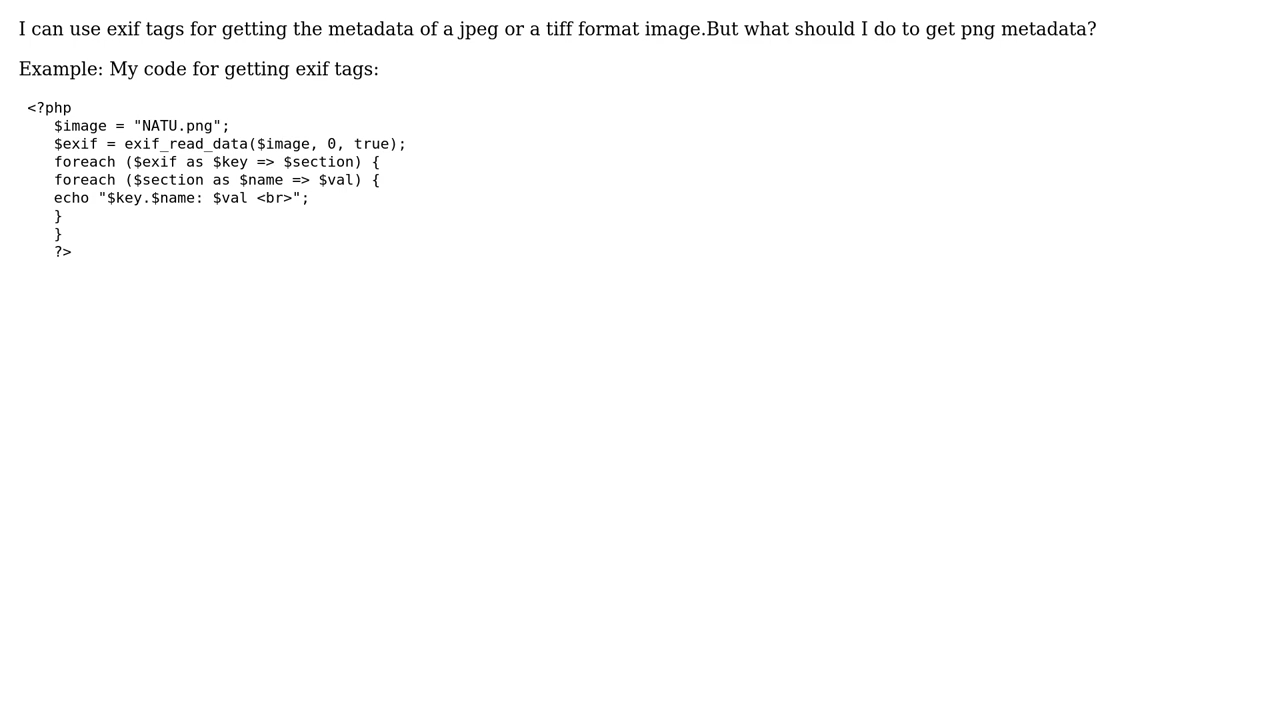 I can use exif tags for getting the metadata of a jpeg or a tiff format image.But what should I do to get png metadata?
Example: My code for getting exif tags:
<?php
$image = "NATU.png";
$exif = exif_read_data($image, 0, true);
foreach ($exif as $key => $section) {
foreach ($section as $name => $val) {
echo "$key.$name: $val <br>";
}
}
?>